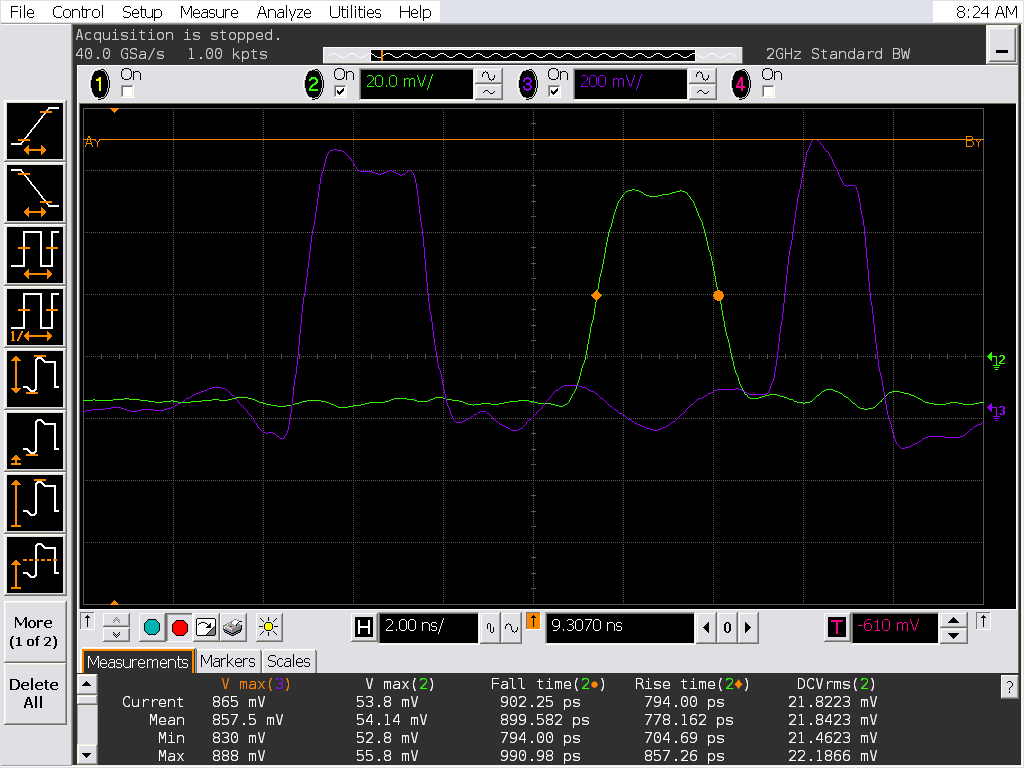 File Control Setup Measure Analyze Utilities Help 8:24 AM
Acquisition is stopped.
40.0 GSa/s 1.00 kpts 2GHz Standard BW
1 On 2 On 20.0 mV/ 3 On 200 mV/ 4 On
AY BY
2
3
1/
More
(1 of 2)
Delete
All
H 2.00 ns/ 9.3070 ns 0 T -610 mV
Measurements Markers Scales
V max(3) V max(2) Fall time(2●) Rise time(2♦) DCVrms(2) ?
Current 865 mV 53.8 mV 902.25 ps 794.00 ps 21.8223 mV
Mean 857.5 mV 54.14 mV 899.582 ps 778.162 ps 21.8423 mV
Min 830 mV 52.8 mV 794.00 ps 704.69 ps 21.4623 mV
Max 888 mV 55.8 mV 990.98 ps 857.26 ps 22.1866 mV